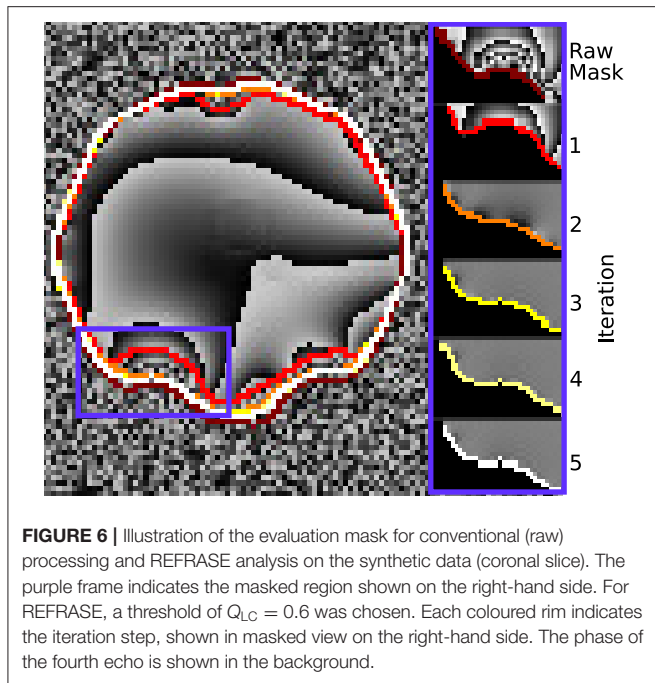 Raw
Mask
1
2
3
4
5
Iteration
FIGURE 6 | Illustration of the evaluation mask for conventional (raw)
processing and REFRASE analysis on the synthetic data (coronal slice). The
purple frame indicates the masked region shown on the right-hand side. For
REFRASE, a threshold of Q_LC = 0.6 was chosen. Each coloured rim indicates
the iteration step, shown in masked view on the right-hand side. The phase of
the fourth echo is shown in the background.